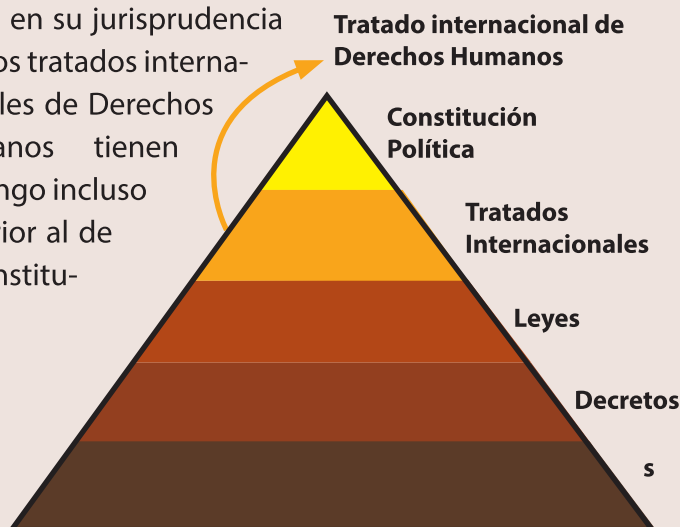 en su jurisprudencia
os tratados interna-
les de Derechos
anos tienen
ngo incluso
rior al de
nstitu-
Tratado internacional de
Derechos Humanos
Constitución
Política
Tratados
Internacionales
Leyes
Decretos
s